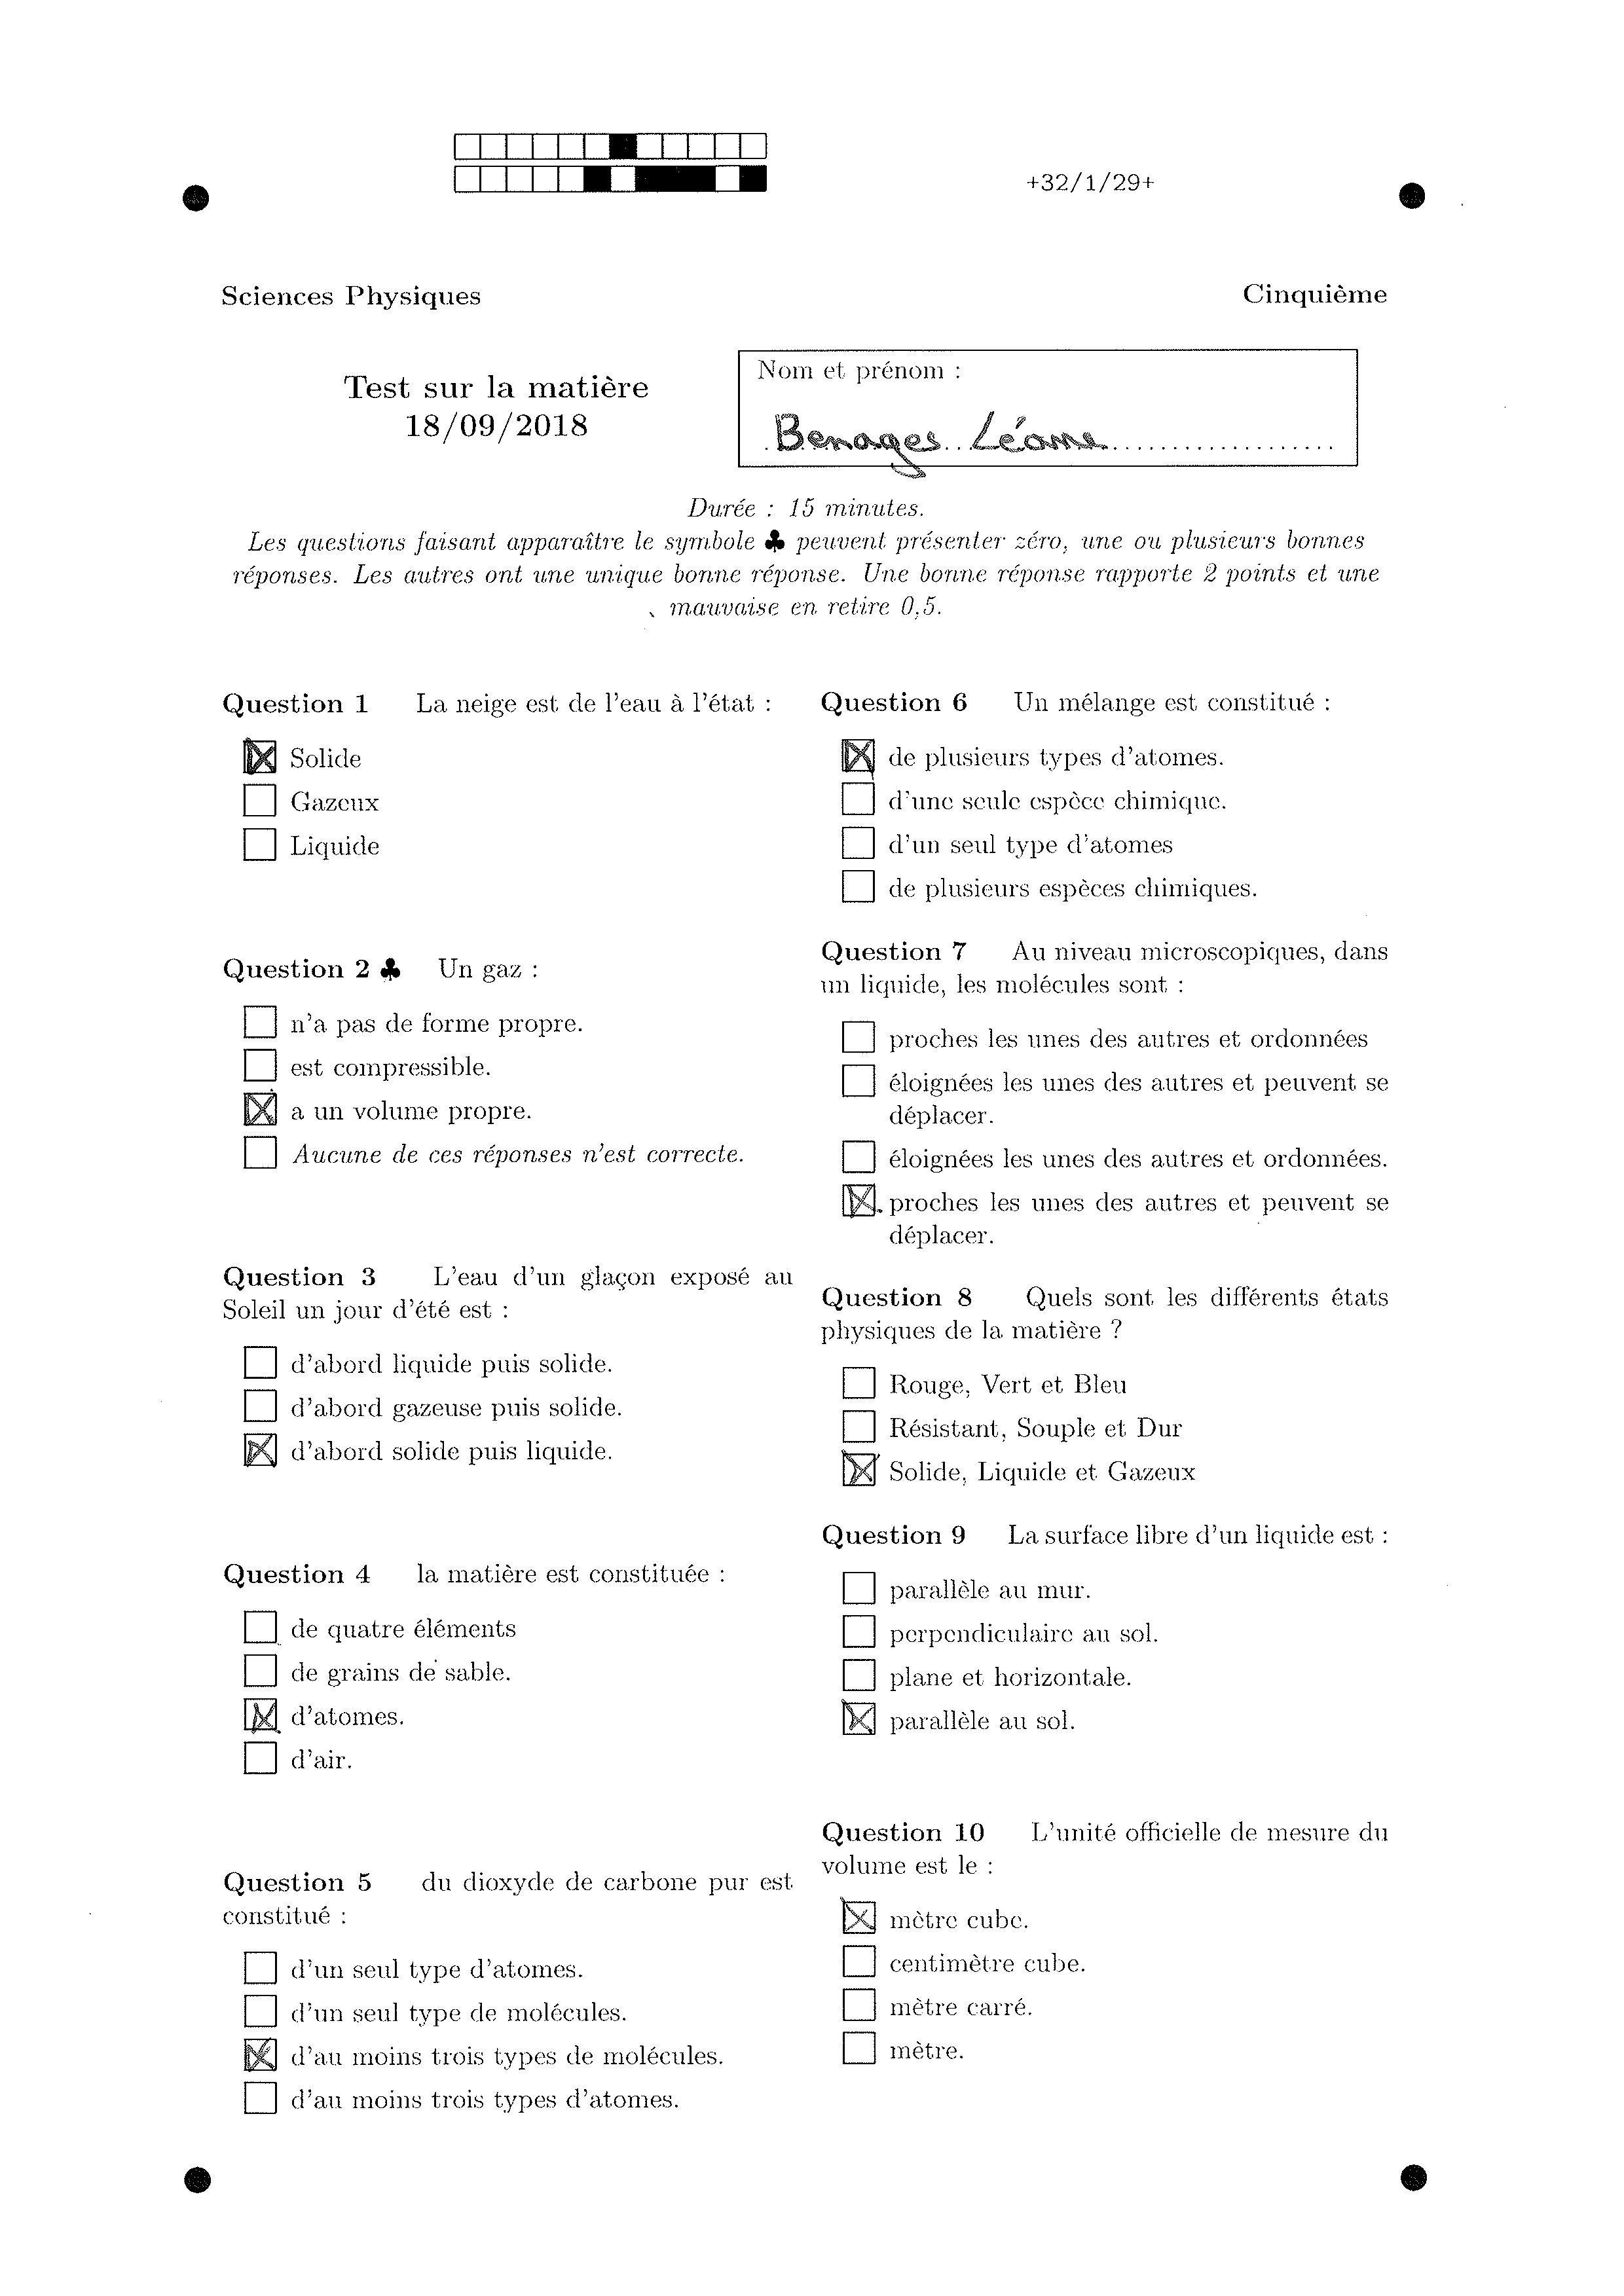 +32/1/29+
Sciences Physiques
Cinquième
Test sur la matière
18/09/2018
Nom et prénom :
Benages Léane
Durée : 15 minutes.
Les questions faisant apparaître le symbole ♣ peuvent présenter zéro, une ou plusieurs bonnes
réponses. Les autres ont une unique bonne réponse. Une bonne réponse rapporte 2 points et une
mauvaise en retire 0,5.
Question 1 La neige est de l'eau à l'état :
Solide
Gazeux
Liquide
Question 2 ♣ Un gaz :
n'a pas de forme propre.
est compressible.
a un volume propre.
Aucune de ces réponses n'est correcte.
Question 3 L'eau d'un glaçon exposé au
Soleil un jour d'été est :
d'abord liquide puis solide.
d'abord gazeuse puis solide.
d'abord solide puis liquide.
Question 4 la matière est constituée :
de quatre éléments
de grains de sable.
d'atomes.
d'air.
Question 5 du dioxyde de carbone pur est
constitué :
d'un seul type d'atomes.
d'un seul type de molécules.
d'au moins trois types de molécules.
d'au moins trois types d'atomes.
Question 6 Un mélange est constitué :
de plusieurs types d'atomes.
d'une seule espèce chimique.
d'un seul type d'atomes
de plusieurs espèces chimiques.
Question 7 Au niveau microscopiques, dans
un liquide, les molécules sont :
proches les unes des autres et ordonnées
éloignées les unes des autres et peuvent se
déplacer.
éloignées les unes des autres et ordonnées.
proches les unes des autres et peuvent se
déplacer.
Question 8 Quels sont les différents états
physiques de la matière ?
Rouge, Vert et Bleu
Résistant, Souple et Dur
Solide, Liquide et Gazeux
Question 9 La surface libre d'un liquide est :
parallèle au mur.
perpendiculaire au sol.
plane et horizontale.
parallèle au sol.
Question 10 L'unité officielle de mesure du
volume est le :
mètre cube.
centimètre cube.
mètre carré.
mètre.